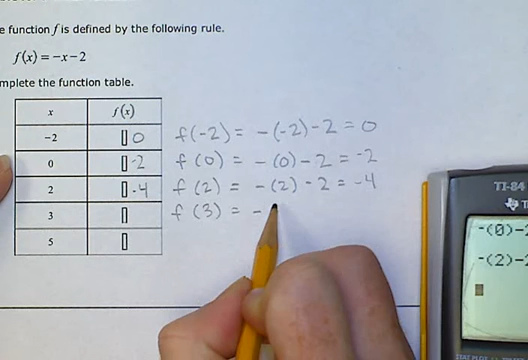 e function f is defined by the following rule.
f(x) = −x − 2
mplete the function table.
x f(x)
−2 0
0 -2
2 -4
3
5
f(-2) = -(-2)-2 = 0
f(0) = -(0)-2 = -2
f(2) = -(2)-2 = -4
f(3) = -
TI-84
-(0)-2
-(2)-2
STAT PLOT